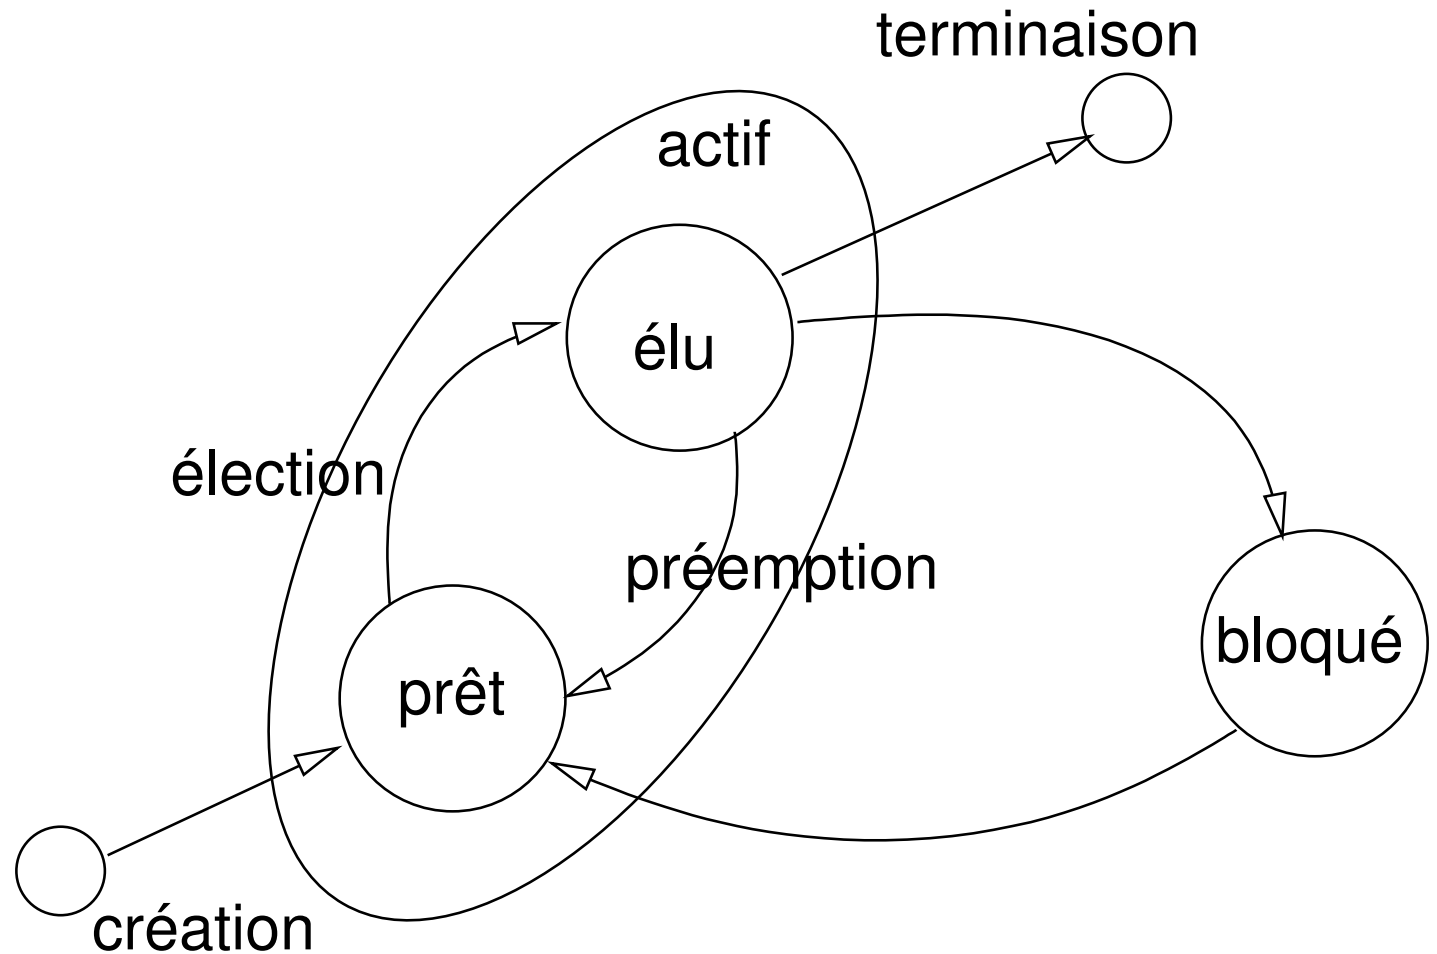 terminaison
actif
élu
élection
préemption
bloqué
prêt
création